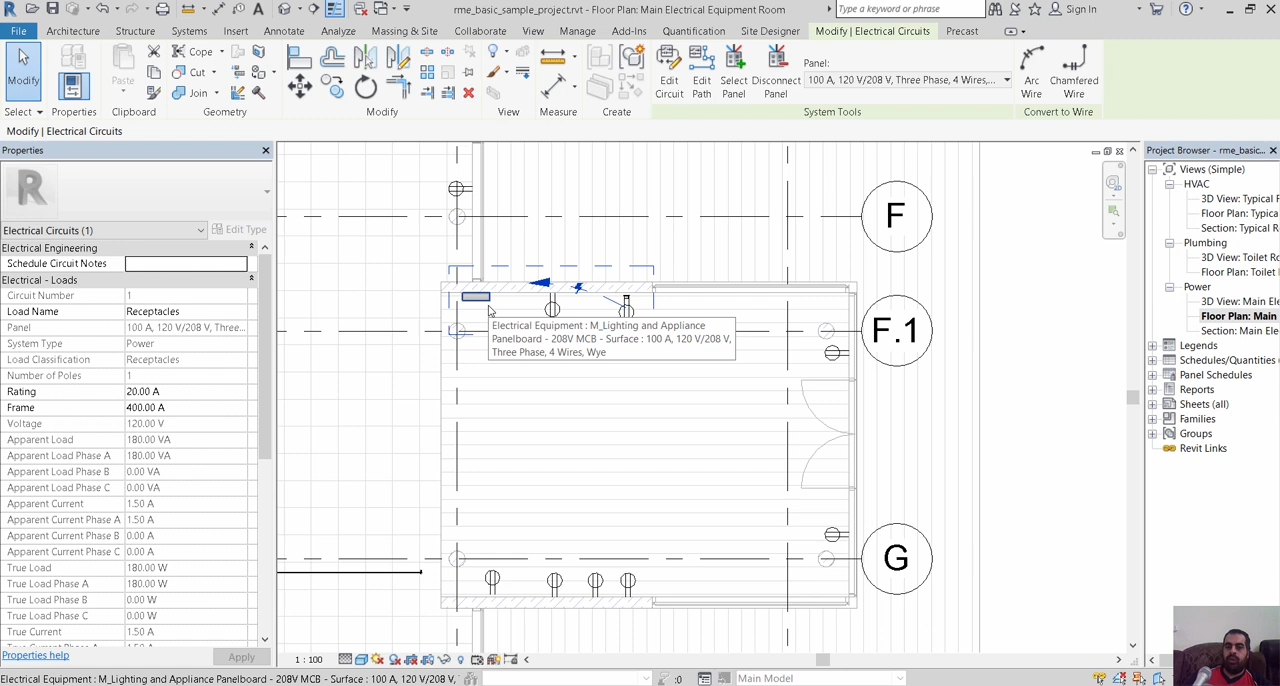 rme_basic_sample_project.rvt - Floor Plan: Main Electrical Equipment Room
Type a keyword or phrase
Sign In
File
Architecture
Structure
Systems
Insert
Annotate
Analyze
Massing & Site
Collaborate
View
Manage
Add-Ins
Quantification
Site Designer
Modify | Electrical Circuits
Precast
Modify
Select
Properties
Paste
Clipboard
Cope
Cut
Join
Geometry
Modify
View
Measure
Create
Edit Circuit
Edit Path
Select Panel
Disconnect Panel
Panel:
100 A, 120 V/208 V, Three Phase, 4 Wires,...
System Tools
Arc Wire
Chamfered Wire
Convert to Wire
Modify | Electrical Circuits
Properties
Electrical Circuits (1)
Edit Type
Electrical Engineering
Schedule Circuit Notes
Electrical - Loads
Circuit Number 1
Load Name Receptacles
Panel 100 A, 120 V/208 V, Three...
System Type Power
Load Classification Receptacles
Number of Poles 1
Rating 20.00 A
Frame 400.00 A
Voltage 120.00 V
Apparent Load 180.00 VA
Apparent Load Phase A 180.00 VA
Apparent Load Phase B 0.00 VA
Apparent Load Phase C 0.00 VA
Apparent Current 1.50 A
Apparent Current Phase A 1.50 A
Apparent Current Phase B 0.00 A
Apparent Current Phase C 0.00 A
True Load 180.00 W
True Load Phase A 180.00 W
True Load Phase B 0.00 W
True Load Phase C 0.00 W
True Current 1.50 A
Properties help
Apply
F
F.1
G
Electrical Equipment : M_Lighting and Appliance
Panelboard - 208V MCB - Surface : 100 A, 120 V/208 V,
Three Phase, 4 Wires, Wye
1 : 100
Project Browser - rme_basic...
Views (Simple)
HVAC
3D View: Typical F
Floor Plan: Typica
Section: Typical R
Plumbing
3D View: Toilet Ro
Floor Plan: Toilet
Power
3D View: Main Ele
Floor Plan: Main
Section: Main Ele
Legends
Schedules/Quantities
Panel Schedules
Reports
Sheets (all)
Families
Groups
Revit Links
Electrical Equipment : M_Lighting and Appliance Panelboard - 208V MCB - Surface : 100 A, 120 V/208 V,
:0
Main Model